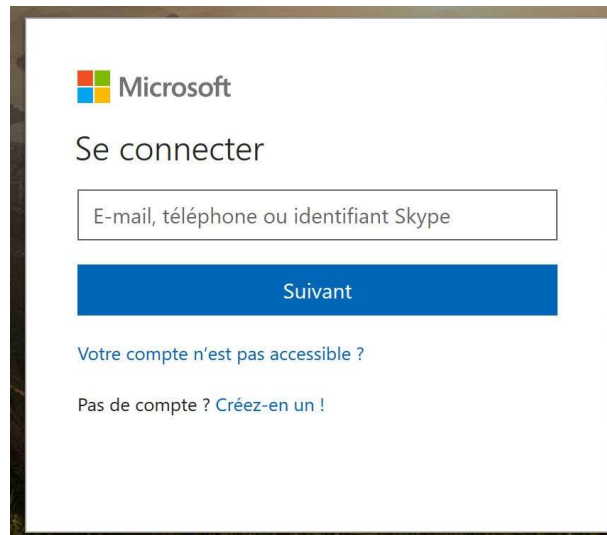 Microsoft
Se connecter
E-mail, téléphone ou identifiant Skype
Suivant
Votre compte n’est pas accessible ?
Pas de compte ? Créez-en un !